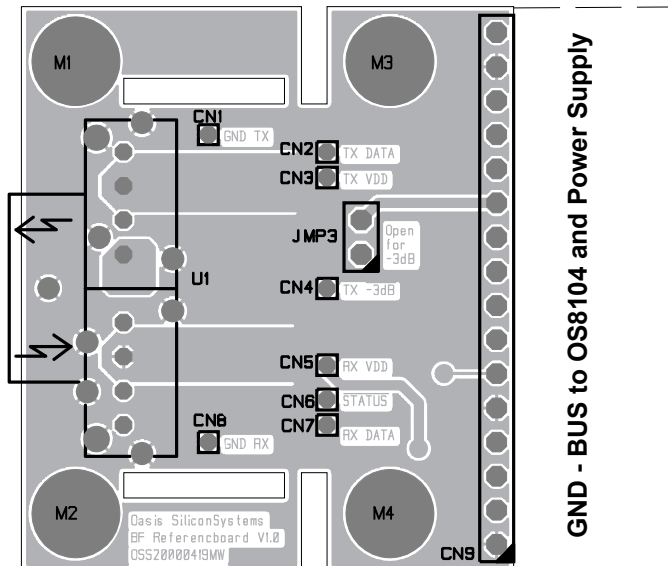 M1
M3
CN1
GND TX
CN2
TX DATA
CN3
TX VDD
JMP3
Open
for
-3dB
U1
CN4
TX -3dB
CN5
RX VDD
CN6
STATUS
CN7
RX DATA
CN8
GND RX
M2
M4
Oasis SiliconSystems
BF Referencboard V1.0
OSS20000419MW
CN9
GND - BUS to OS8104 and Power Supply